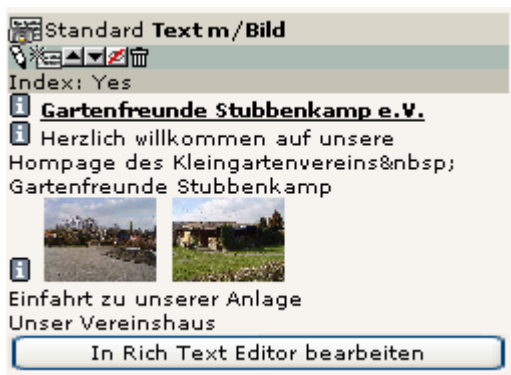 Standard Text m/Bild
Index: Yes
Gartenfreunde Stubbenkamp e.V.
Herzlich willkommen auf unsere
Hompage des Kleingartenvereins&nbsp;
Gartenfreunde Stubbenkamp
Einfahrt zu unserer Anlage
Unser Vereinshaus
In Rich Text Editor bearbeiten